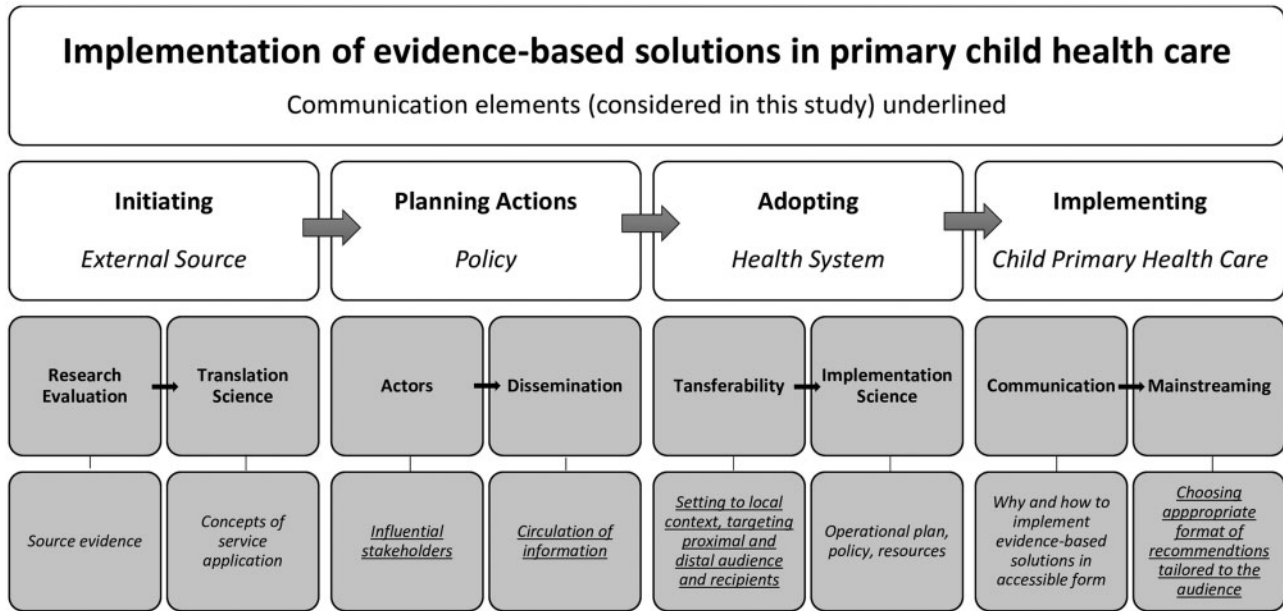 Implementation of evidence-based solutions in primary child health care
Communication elements (considered in this study) underlined
Initiating
External Source
Planning Actions
Policy
Adopting
Health System
Implementing
Child Primary Health Care
Research
Evaluation
Translation
Science
Actors
Dissemination
Tansferability
Implementation
Science
Communication
Mainstreaming
Source evidence
Concepts of
service
application
Influential
stakeholders
Circulation of
information
Setting to local
context, targeting
proximal and
distal audience
and recipients
Operational plan,
policy, resources
Why and how to
implement
evidence-based
solutions in
accessible form
Choosing
apppropriate
format of
recommendtions
tailored to the
audience